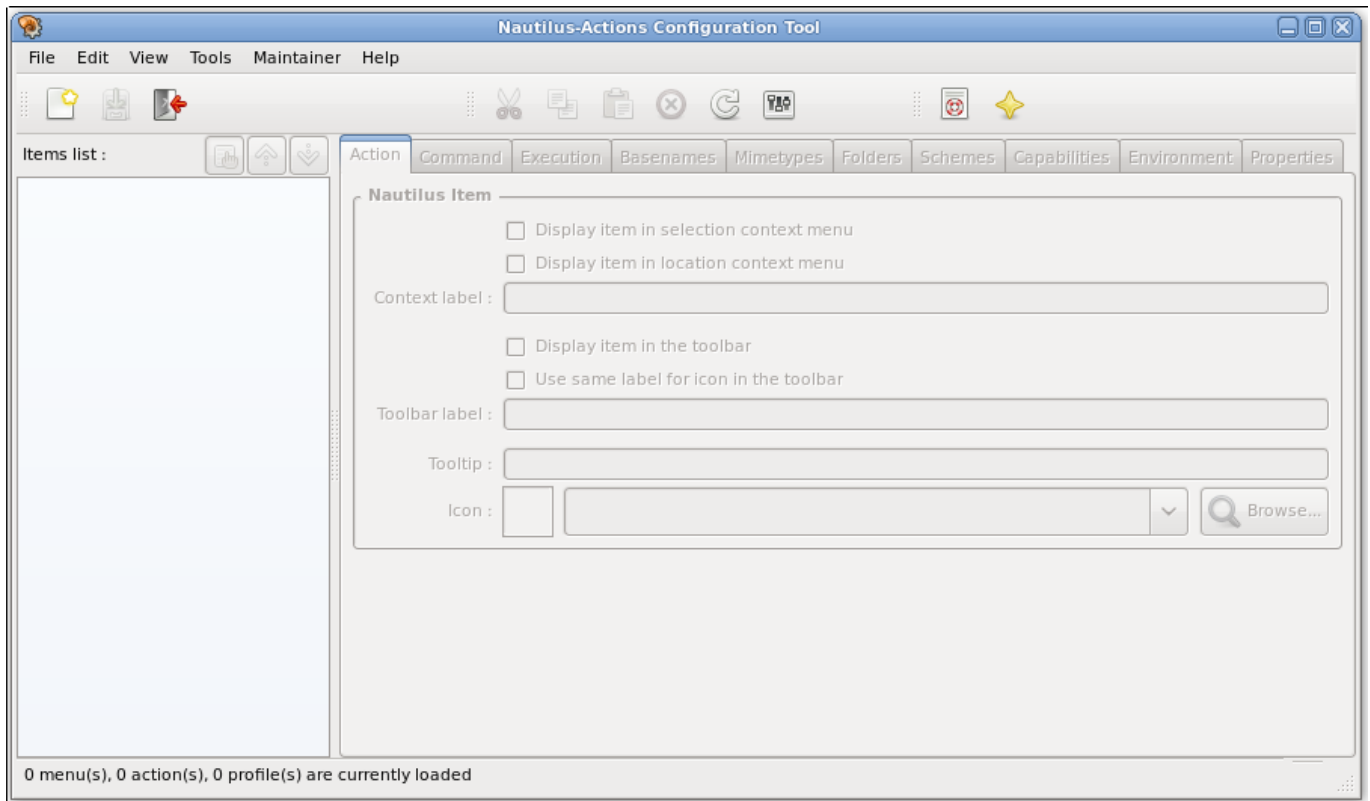 Nautilus-Actions Configuration Tool
File Edit View Tools Maintainer Help
Items list :
Action Command Execution Basenames Mimetypes Folders Schemes Capabilities Environment Properties
Nautilus Item
Display item in selection context menu
Display item in location context menu
Context label :
Display item in the toolbar
Use same label for icon in the toolbar
Toolbar label :
Tooltip :
Icon : Browse...
0 menu(s), 0 action(s), 0 profile(s) are currently loaded